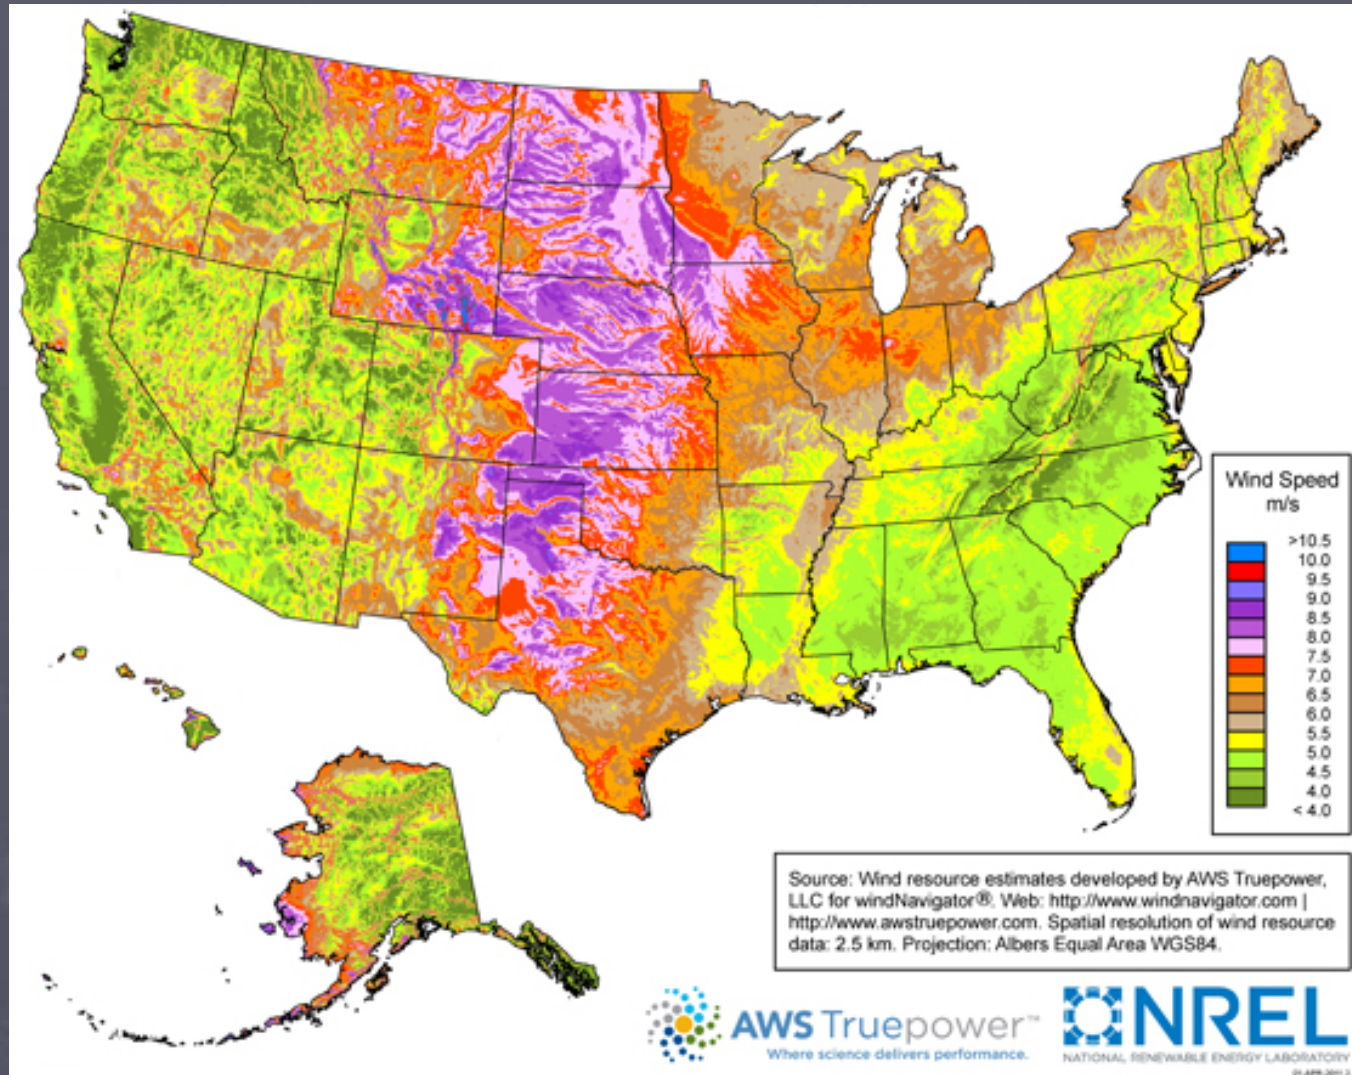 Wind Speed
m/s
>10.5
10.0
9.5
9.0
8.5
8.0
7.5
7.0
6.5
6.0
5.5
5.0
4.5
4.0
< 4.0
Source: Wind resource estimates developed by AWS Truepower,
LLC for windNavigator®. Web: http://www.windnavigator.com |
http://www.awstruepower.com. Spatial resolution of wind resource
data: 2.5 km. Projection: Albers Equal Area WGS84.
AWS Truepower™
Where science delivers performance.
NREL
NATIONAL RENEWABLE ENERGY LABORATORY